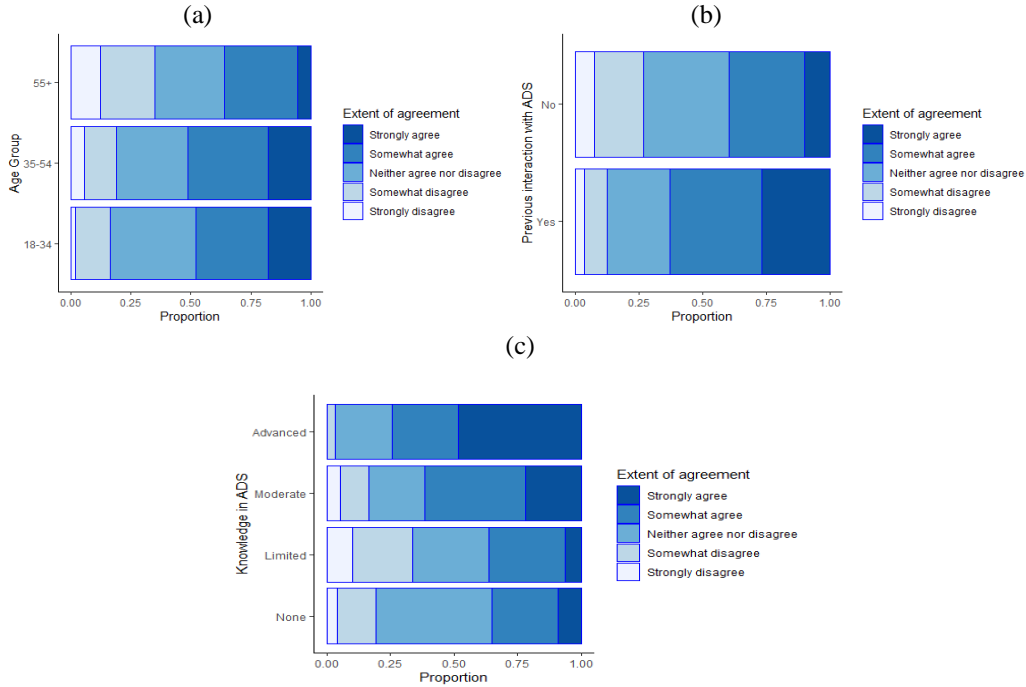 (a)
Age Group
55+
35-54
18-34
0.00 0.25 0.50 0.75 1.00
Proportion
Extent of agreement
Strongly agree
Somewhat agree
Neither agree nor disagree
Somewhat disagree
Strongly disagree
(b)
Previous interaction with ADS
No
Yes
0.00 0.25 0.50 0.75 1.00
Proportion
Extent of agreement
Strongly agree
Somewhat agree
Neither agree nor disagree
Somewhat disagree
Strongly disagree
(c)
Knowledge in ADS
Advanced
Moderate
Limited
None
0.00 0.25 0.50 0.75 1.00
Proportion
Extent of agreement
Strongly agree
Somewhat agree
Neither agree nor disagree
Somewhat disagree
Strongly disagree